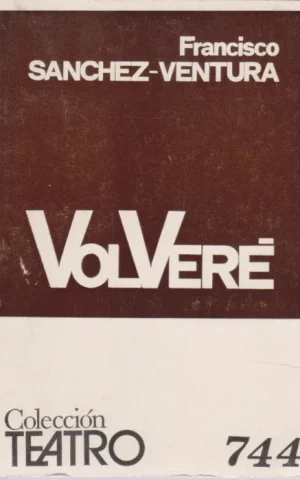 Francisco
SANCHEZ-VENTURA
VOLVERÉ
Colección
TEATRO
744